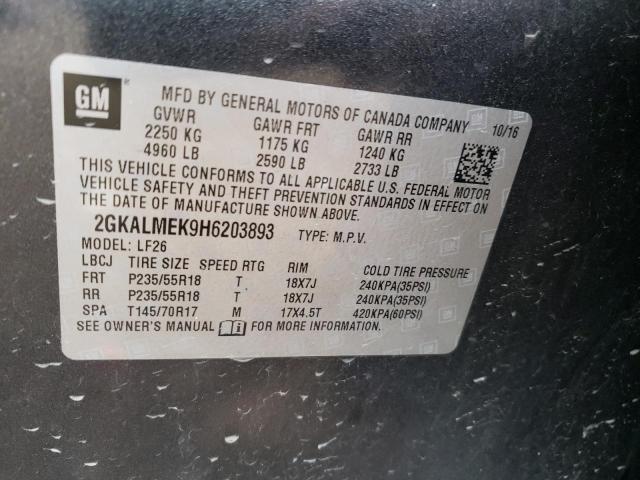 GM
MFD BY GENERAL MOTORS OF CANADA COMPANY 10/16
GVWR GAWR FRT GAWR RR
2250 KG 1175 KG 1240 KG
4960 LB 2590 LB 2733 LB
THIS VEHICLE CONFORMS TO ALL APPLICABLE U.S. FEDERAL MOTOR
VEHICLE SAFETY AND THEFT PREVENTION STANDARDS IN EFFECT ON
THE DATE OF MANUFACTURE SHOWN ABOVE.
2GKALMEK9H6203893 TYPE: M.P.V.
MODEL: LF26
LBCJ TIRE SIZE SPEED RTG RIM COLD TIRE PRESSURE
FRT P235/55R18 T 18X7J 240KPA(35PSI)
RR P235/55R18 T 18X7J 240KPA(35PSI)
SPA T145/70R17 M 17X4.5T 420KPA(60PSI)
SEE OWNER'S MANUAL FOR ADDITIONAL INFORMATION.